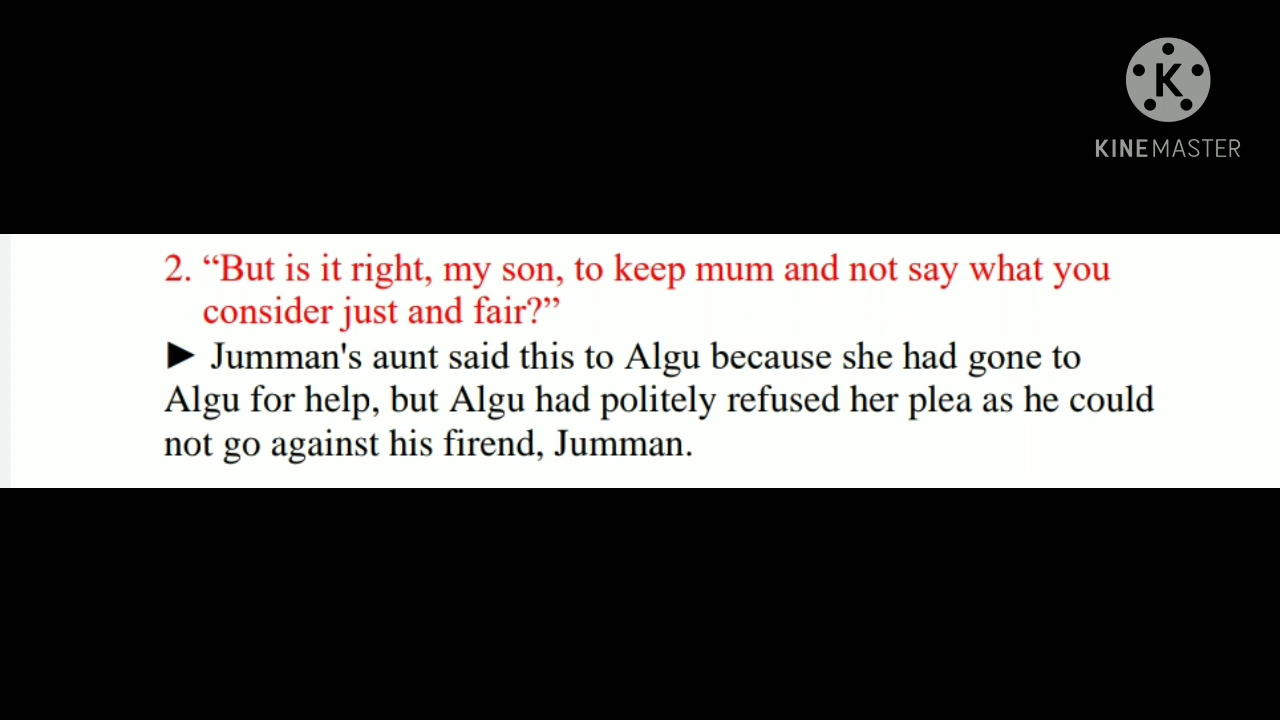 K
KINEMASTER
2. “But is it right, my son, to keep mum and not say what you
consider just and fair?”
► Jumman's aunt said this to Algu because she had gone to
Algu for help, but Algu had politely refused her plea as he could
not go against his firend, Jumman.